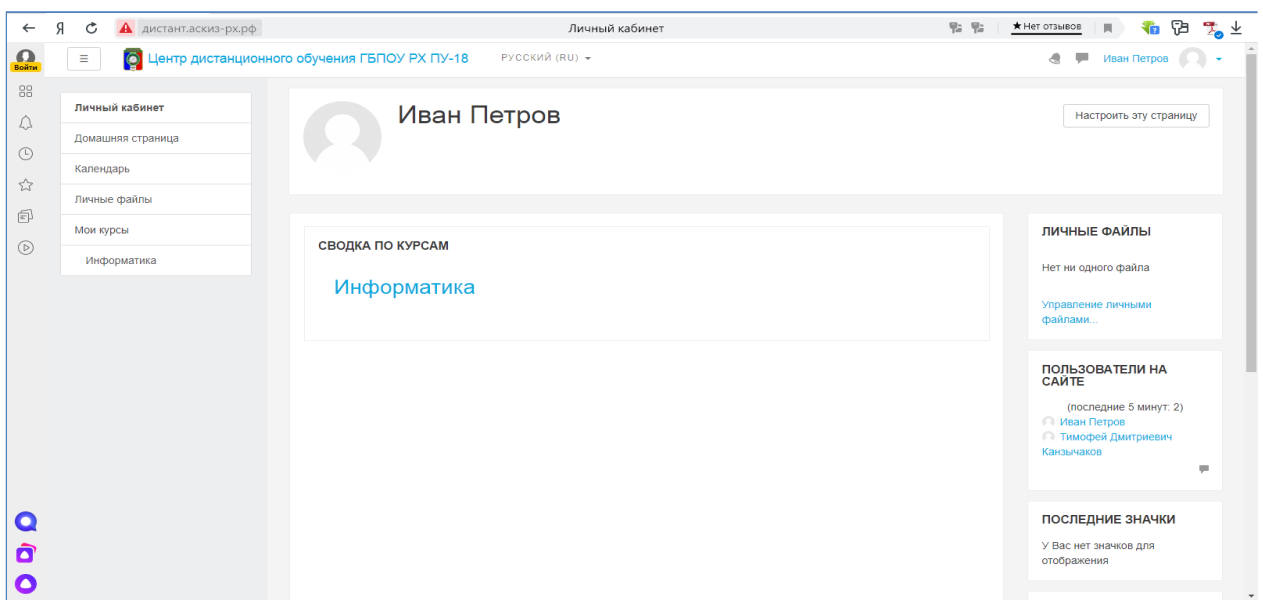 Я
дистант.аскиз-рх.рф
Личный кабинет
★ Нет отзывов
Войти
Центр дистанционного обучения ГБПОУ РХ ПУ-18
РУССКИЙ (RU)
Иван Петров
Личный кабинет
Домашняя страница
Календарь
Личные файлы
Мои курсы
Информатика
Иван Петров
Настроить эту страницу
СВОДКА ПО КУРСАМ
Информатика
ЛИЧНЫЕ ФАЙЛЫ
Нет ни одного файла
Управление личными
файлами...
ПОЛЬЗОВАТЕЛИ НА
САЙТЕ
(последние 5 минут: 2)
Иван Петров
Тимофей Дмитриевич
Канзычаков
ПОСЛЕДНИЕ ЗНАЧКИ
У Вас нет значков для
отображения